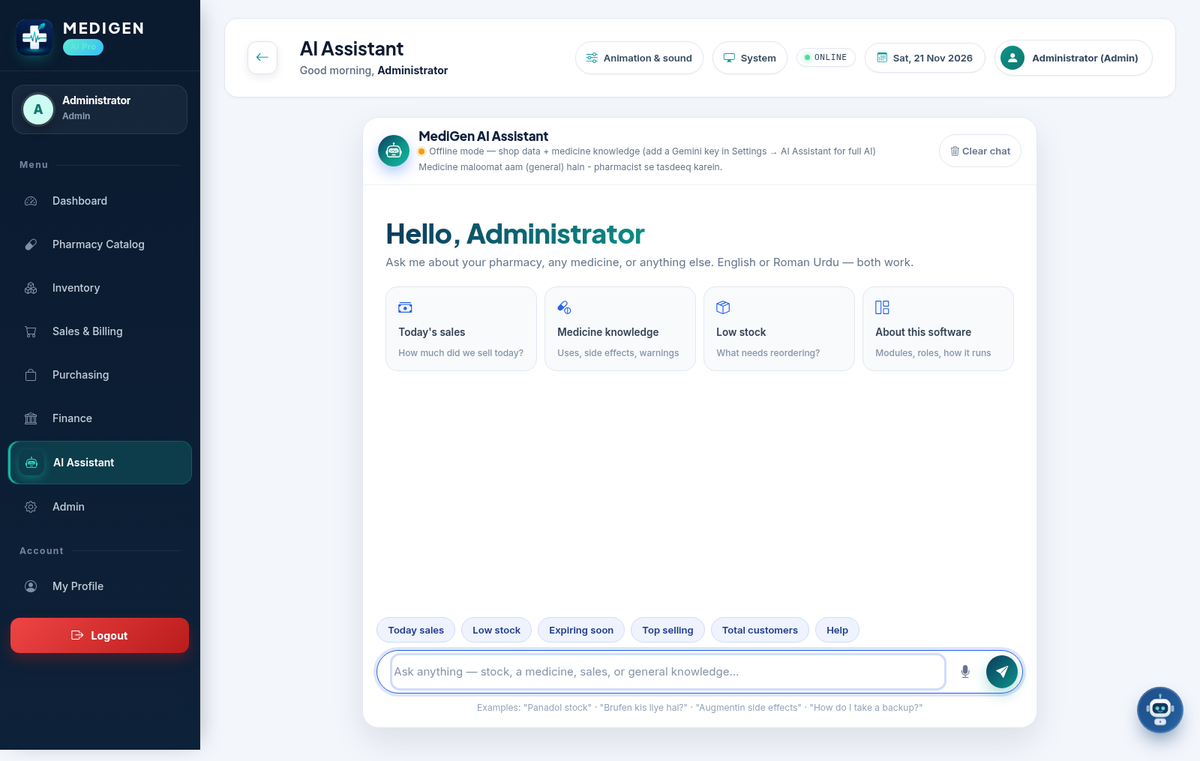 MEDIGEN
AI Pro
A
Administrator
Admin
Menu
Dashboard
Pharmacy Catalog
Inventory
Sales & Billing
Purchasing
Finance
AI Assistant
Admin
Account
My Profile
Logout
AI Assistant
Good morning, Administrator
Animation & sound
System
ONLINE
Sat, 21 Nov 2026
Administrator (Admin)
MediGen AI Assistant
Offline mode — shop data + medicine knowledge (add a Gemini key in Settings → AI Assistant for full AI)
Medicine maloomat aam (general) hain - pharmacist se tasdeeq karein.
Clear chat
Hello, Administrator
Ask me about your pharmacy, any medicine, or anything else. English or Roman Urdu — both work.
Today's sales
How much did we sell today?
Medicine knowledge
Uses, side effects, warnings
Low stock
What needs reordering?
About this software
Modules, roles, how it runs
Today sales
Low stock
Expiring soon
Top selling
Total customers
Help
Ask anything — stock, a medicine, sales, or general knowledge...
Examples: "Panadol stock" · "Brufen kis liye hai?" · "Augmentin side effects" · "How do I take a backup?"